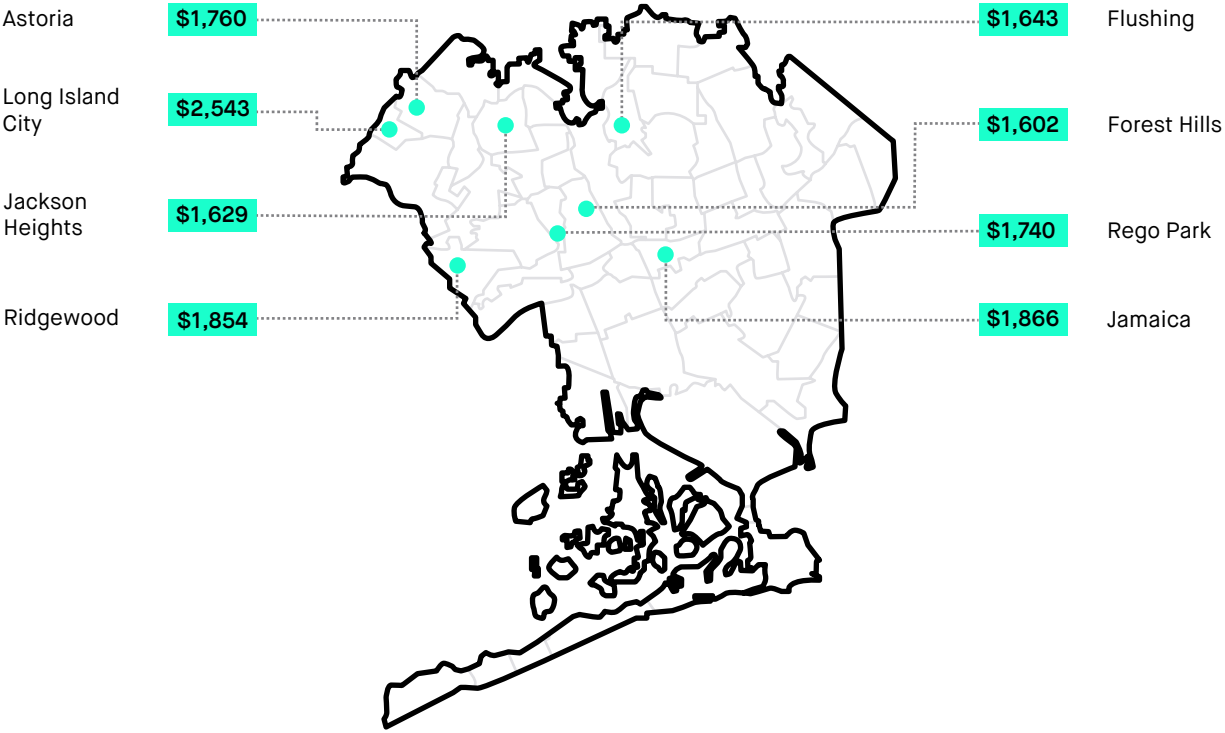 Astoria
$1,760
Long Island
City
$2,543
Jackson
Heights
$1,629
Ridgewood
$1,854
$1,643
Flushing
$1,602
Forest Hills
$1,740
Rego Park
$1,866
Jamaica